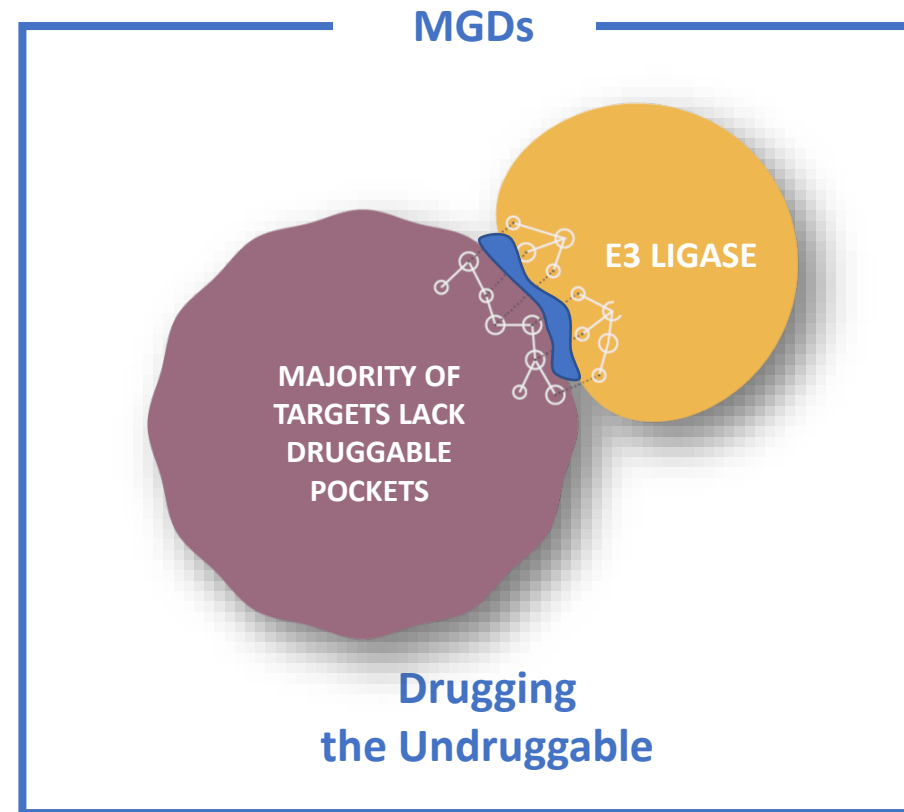 MGDs
E3 LIGASE
MAJORITY OF
TARGETS LACK
DRUGGABLE
POCKETS
Drugging
the Undruggable